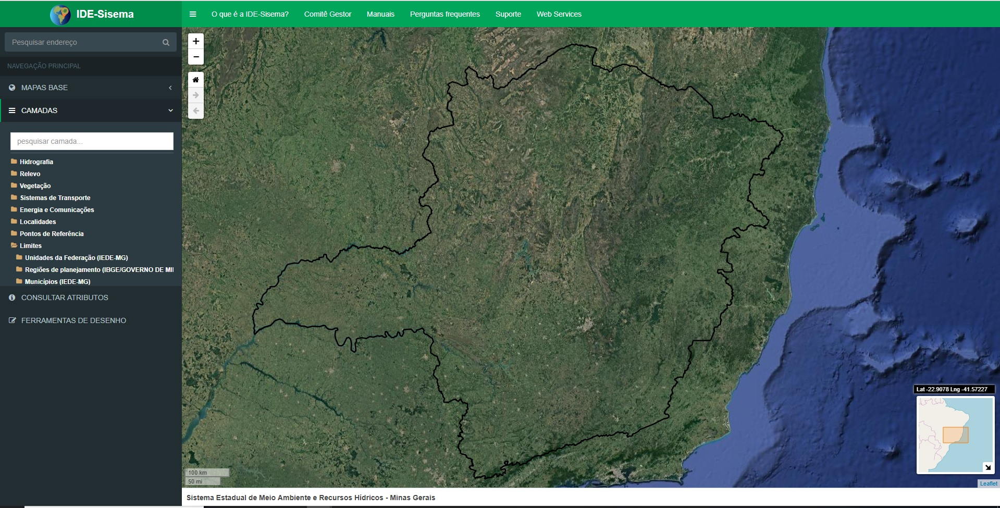 IDE-Sisema
O que é a IDE-Sisema? Comitê Gestor Manuais Perguntas frequentes Suporte Web Services
Pesquisar endereço
NAVEGAÇÃO PRINCIPAL
MAPAS BASE
CAMADAS
pesquisar camada...
Hidrografia
Relevo
Vegetação
Sistemas de Transporte
Energia e Comunicações
Localidades
Pontos de Referência
Limites
Unidades da Federação (IEDE-MG)
Regiões de planejamento (IBGE/GOVERNO DE MI
Municípios (IEDE-MG)
CONSULTAR ATRIBUTOS
FERRAMENTAS DE DESENHO
+
−
Lat -22.9078 Lng -41.57227
100 km
50 mi
Leaflet
Sistema Estadual de Meio Ambiente e Recursos Hídricos - Minas Gerais